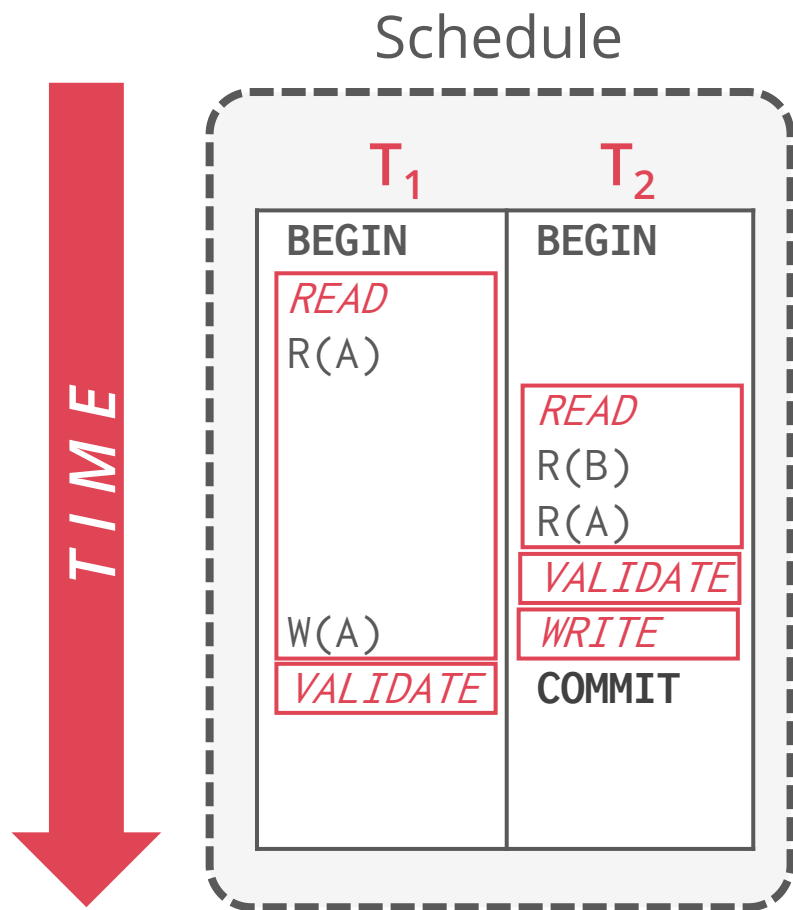 Schedule
TIME
T1 T2
BEGIN BEGIN
READ
R(A)
READ
R(B)
R(A)
VALIDATE
W(A) WRITE
VALIDATE COMMIT